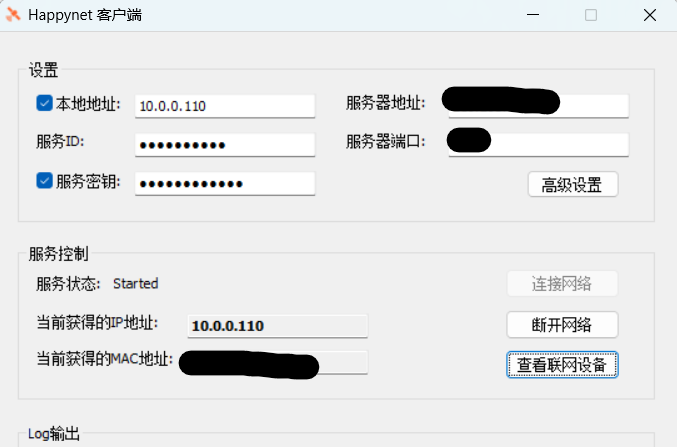 Happynet 客户端
设置
本地地址: 10.0.0.110 服务器地址:
服务ID: ●●●●●●●●●● 服务器端口:
服务密钥: ●●●●●●●●●●●●
高级设置
服务控制
服务状态: Started 连接网络
当前获得的IP地址: 10.0.0.110 断开网络
当前获得的MAC地址: 查看联网设备
Log输出